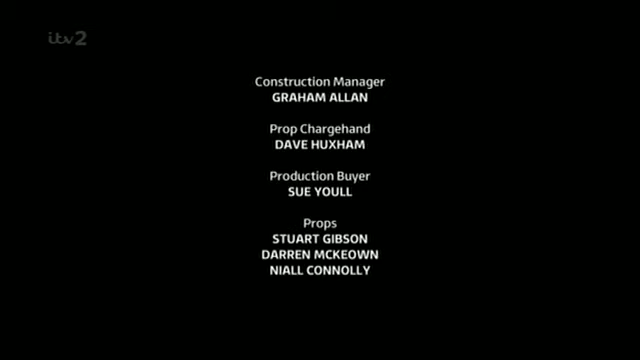 itv2
Construction Manager
GRAHAM ALLAN
Prop Chargehand
DAVE HUXHAM
Production Buyer
SUE YOULL
Props
STUART GIBSON
DARREN MCKEOWN
NIALL CONNOLLY